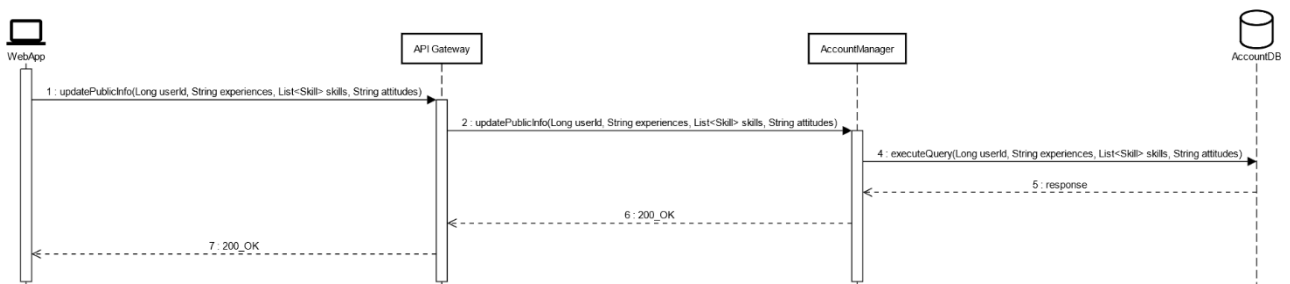 WebApp
API Gateway
AccountManager
AccountDB
1 : updatePublicInfo(Long userId, String experiences, List<Skill> skills, String attitudes)
2 : updatePublicInfo(Long userId, String experiences, List<Skill> skills, String attitudes)
4 : executeQuery(Long userId, String experiences, List<Skill> skills, String attitudes)
5 : response
6 : 200_OK
7 : 200_OK